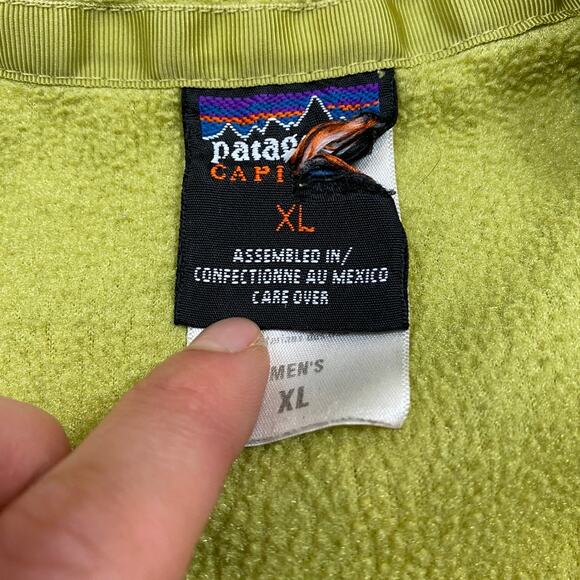 patag
CAPI
XL
ASSEMBLED IN/
CONFECTIONNE AU MEXICO
CARE OVER
MEN'S
XL